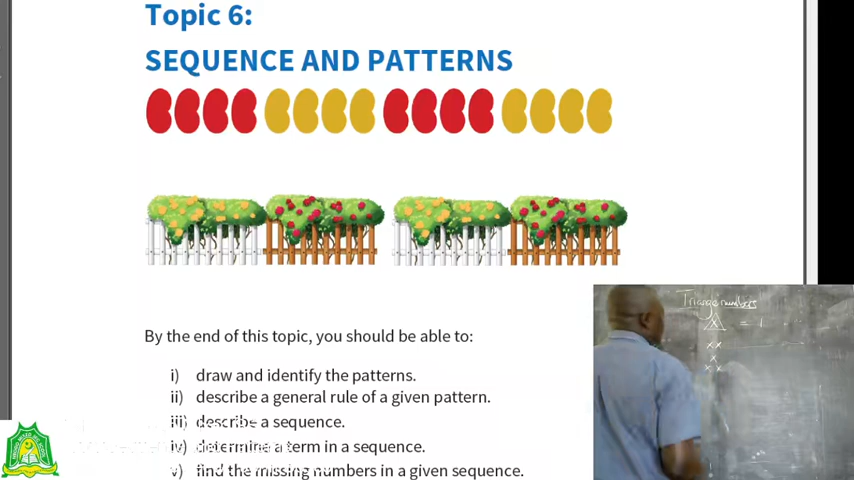 Topic 6:
SEQUENCE AND PATTERNS
By the end of this topic, you should be able to:
i) draw and identify the patterns.
ii) describe a general rule of a given pattern.
iii) describe a sequence.
iv) determine a term in a sequence.
v) find the missing numbers in a given sequence.
Triangle numbers
x = 1
x x
x
x x